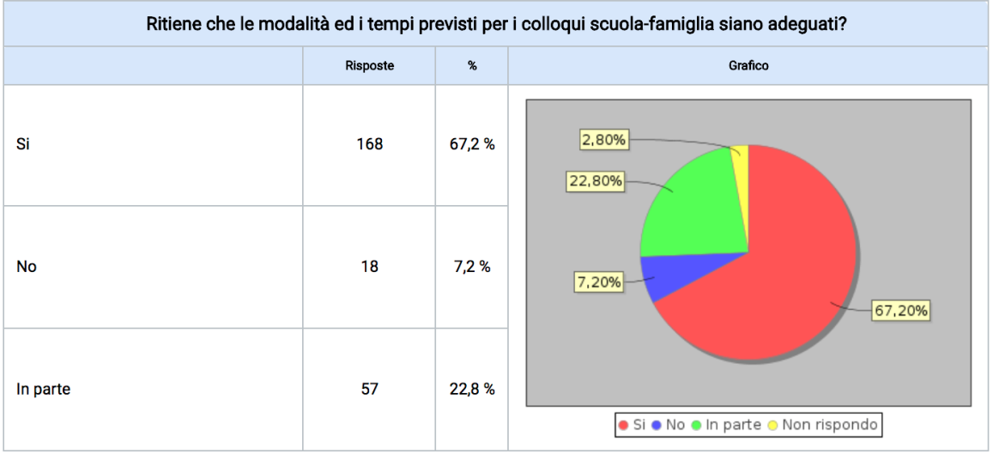 Ritiene che le modalità ed i tempi previsti per i colloqui scuola-famiglia siano adeguati?
Risposte % Grafico
Si 168 67,2 %
No 18 7,2 %
In parte 57 22,8 %
2,80%
22,80%
7,20%
67,20%
Si No In parte Non rispondo